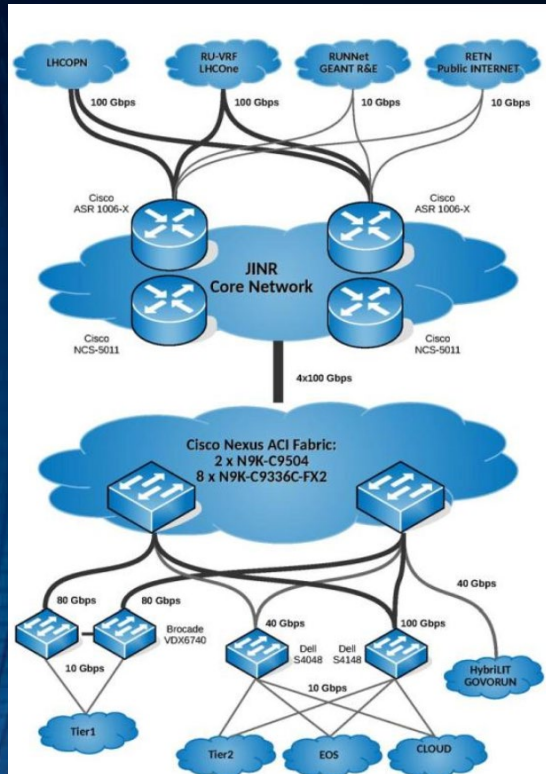 LHCOPN
RU-VRF
LHCOne
RUNNet
GEANT R&E
RETN
Public INTERNET
100 Gbps
100 Gbps
10 Gbps
10 Gbps
Cisco
ASR 1006-X
Cisco
ASR 1006-X
JINR
Core Network
Cisco
NCS-5011
Cisco
NCS-5011
4x100 Gbps
Cisco Nexus ACI Fabric:
2 x N9K-C9504
8 x N9K-C9336C-FX2
80 Gbps
80 Gbps
40 Gbps
Brocade
VDX6740
40 Gbps
100 Gbps
Dell
S4048
Dell
S4148
10 Gbps
HybriLIT
GOVORUN
10 Gbps
Tier1
Tier2
EOS
CLOUD